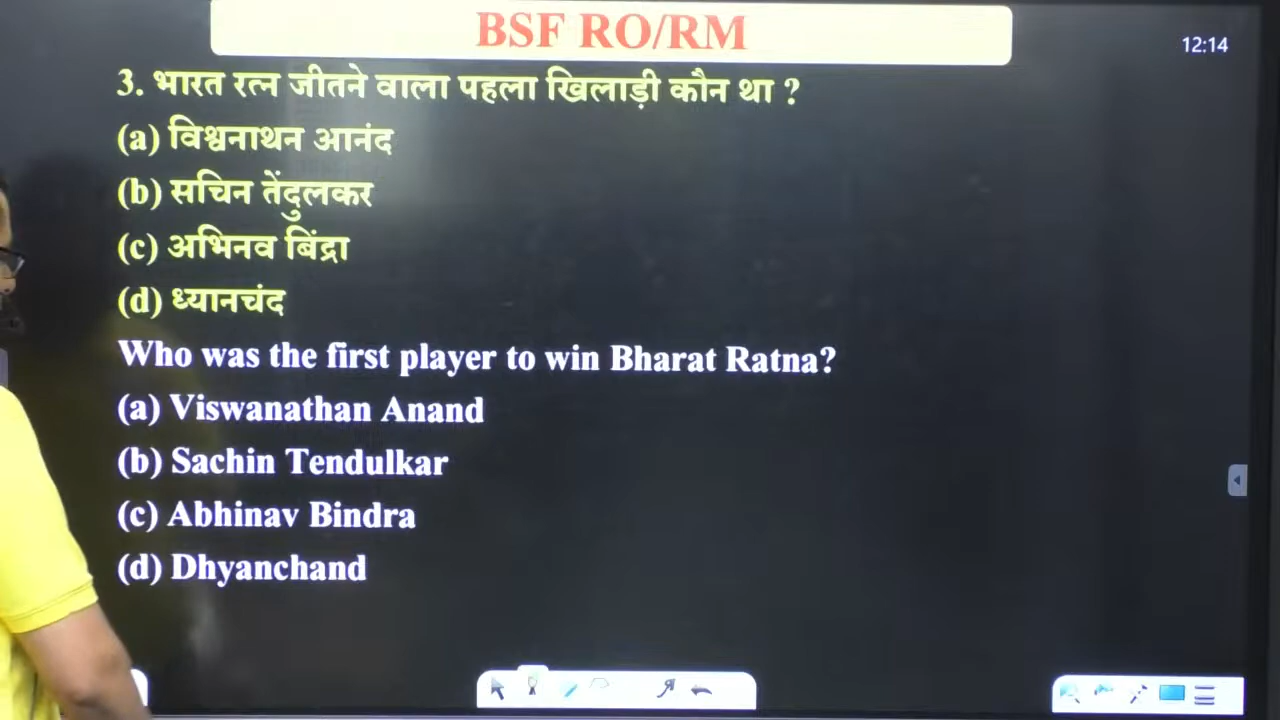 BSF RO/RM
12:14
3. भारत रत्न जीतने वाला पहला खिलाड़ी कौन था ?
(a) विश्वनाथन आनंद
(b) सचिन तेंदुलकर
(c) अभिनव बिंद्रा
(d) ध्यानचंद
Who was the first player to win Bharat Ratna?
(a) Viswanathan Anand
(b) Sachin Tendulkar
(c) Abhinav Bindra
(d) Dhyanchand